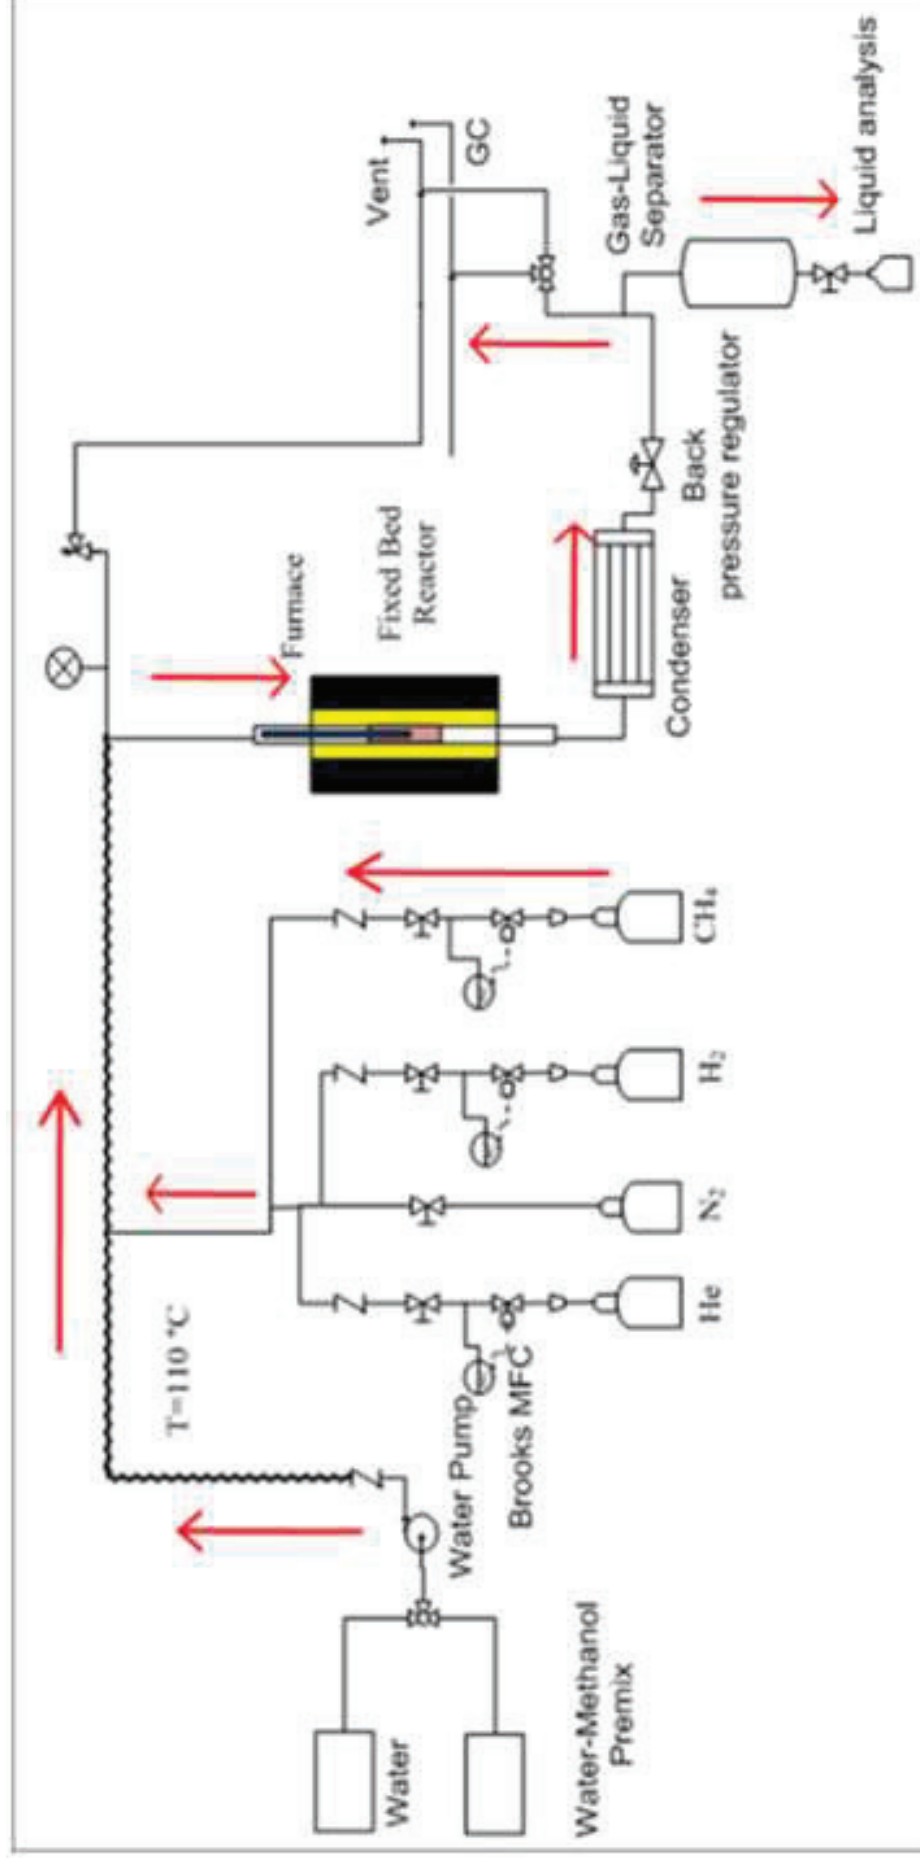 Water
Water-Methanol
Premix
Water Pump
Brooks MFC
T=110 °C
He
N₂
H₂
CH₄
Furnace
Fixed Bed
Reactor
Condenser
Back
pressure regulator
Vent
GC
Gas-Liquid
Separator
Liquid analysis